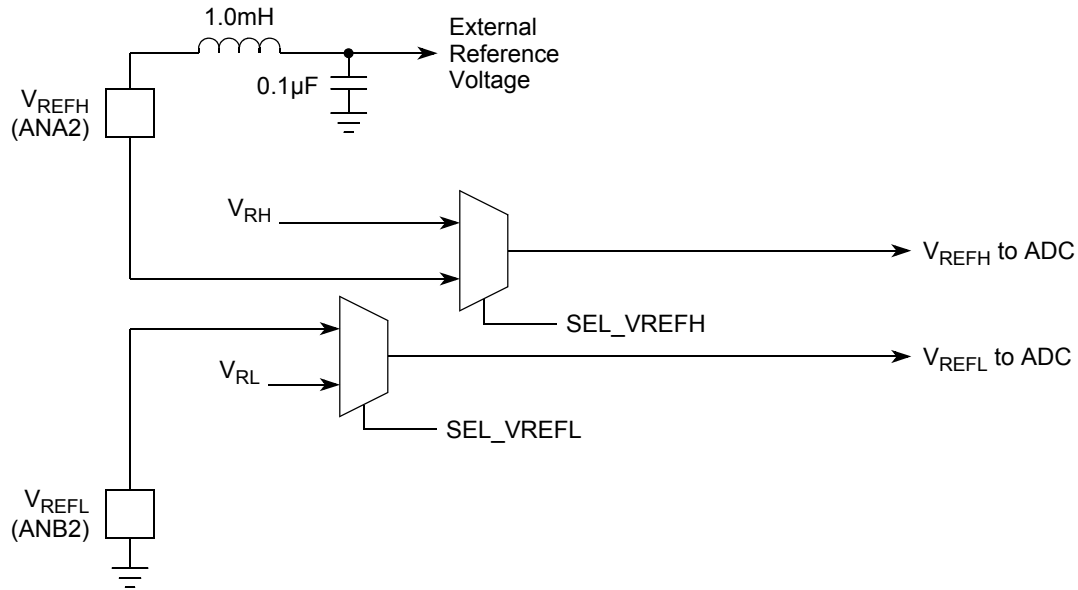 1.0mH
External
Reference
Voltage
0.1µF
VREFH
(ANA2)
VRH
VREFH to ADC
SEL_VREFH
VRL
VREFL to ADC
SEL_VREFL
VREFL
(ANB2)